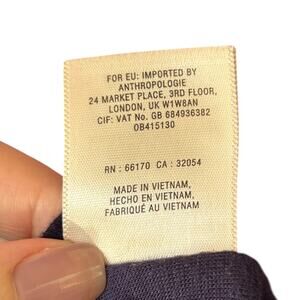 FOR EU: IMPORTED BY
ANTHROPOLOGIE
24 MARKET PLACE, 3RD FLOOR,
LONDON, UK W1W8AN
CIF: VAT No. GB 684936382
OB415130
RN : 66170 CA : 32054
MADE IN VIETNAM,
HECHO EN VIETNAM,
FABRIQUÉ AU VIETNAM